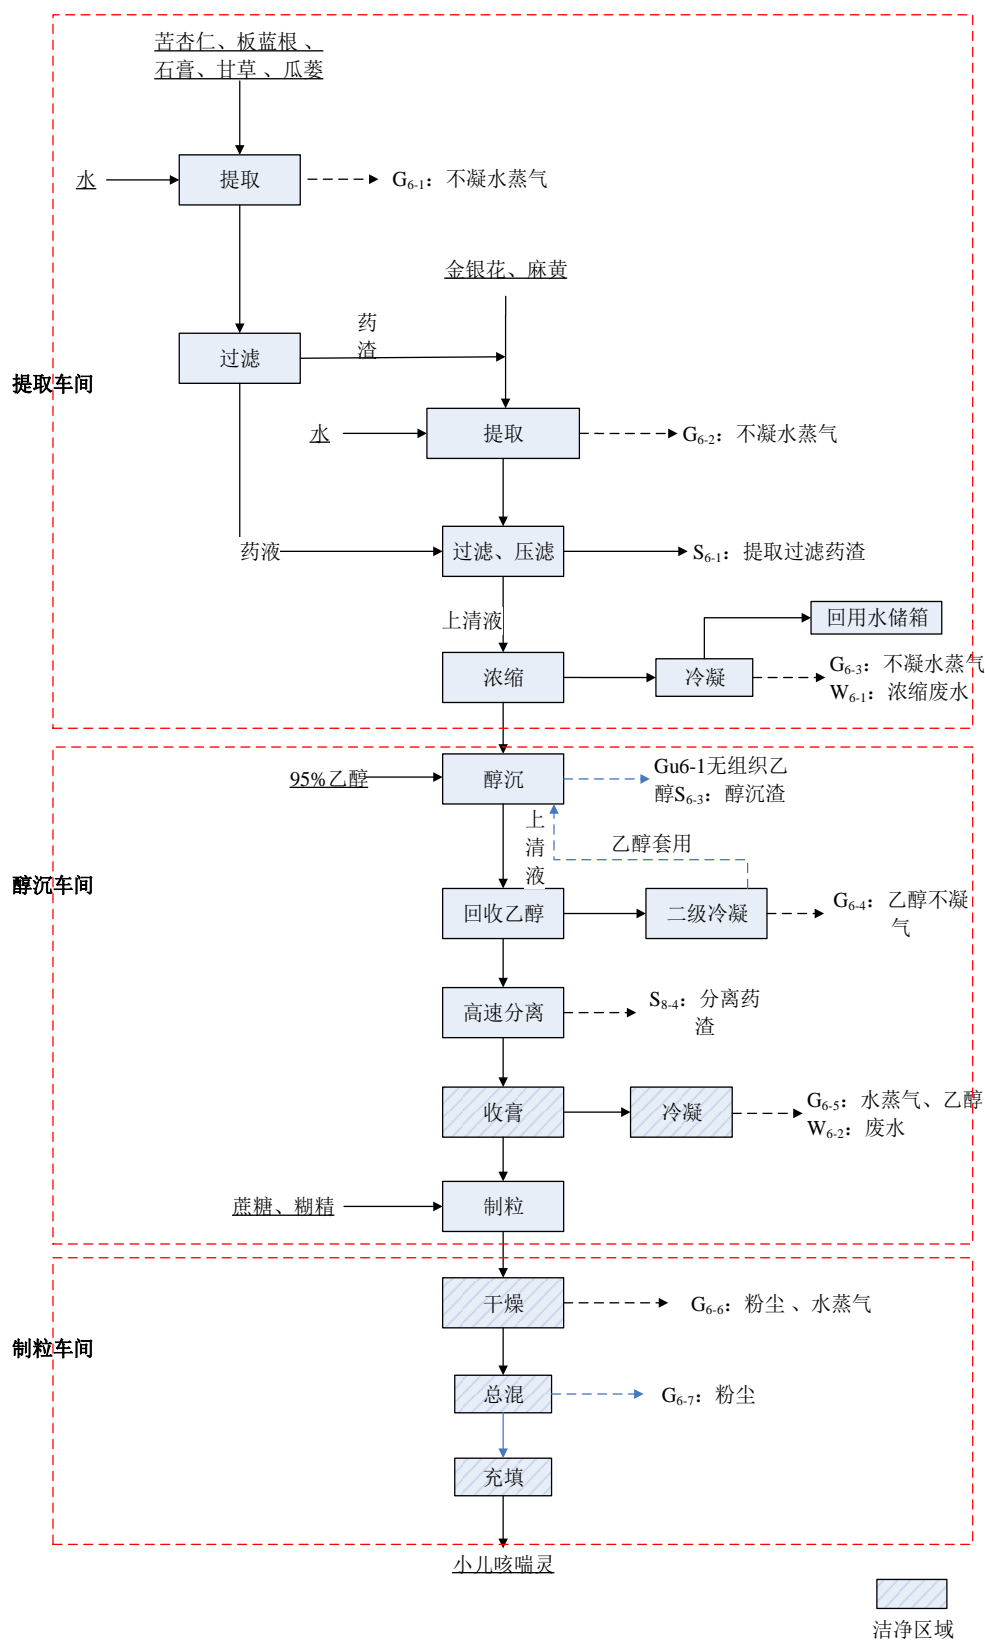 苦杏仁、板蓝根 、
石膏、甘草 、瓜蒌
水
提取
G6-1：不凝水蒸气
金银花、麻黄
药
渣
过滤
提取车间
水
提取
G6-2：不凝水蒸气
药液
过滤、压滤
S6-1：提取过滤药渣
上清液
回用水储箱
浓缩
冷凝
G6-3：不凝水蒸气
W6-1：浓缩废水
95%乙醇
醇沉
Gu6-1无组织乙
醇S6-3：醇沉渣
上
清
液
乙醇套用
醇沉车间
回收乙醇
二级冷凝
G6-4：乙醇不凝
气
高速分离
S8-4：分离药
渣
收膏
冷凝
G6-5：水蒸气、乙醇
W6-2：废水
蔗糖、糊精
制粒
干燥
G6-6：粉尘 、水蒸气
制粒车间
总混
G6-7：粉尘
充填
小儿咳喘灵
洁净区域